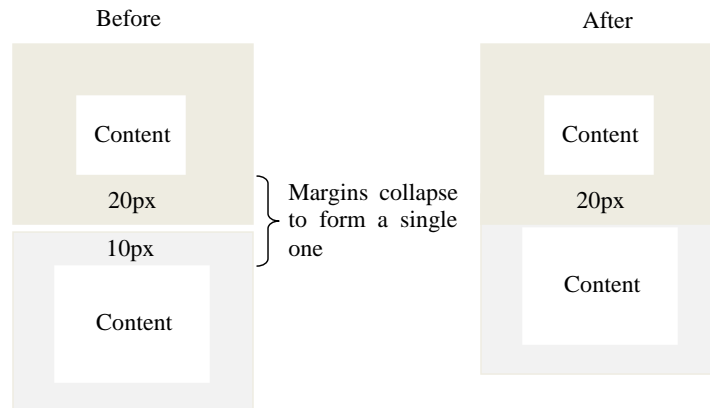 Before
After
Content
Content
20px
Margins collapse
to form a single
one
20px
10px
Content
Content